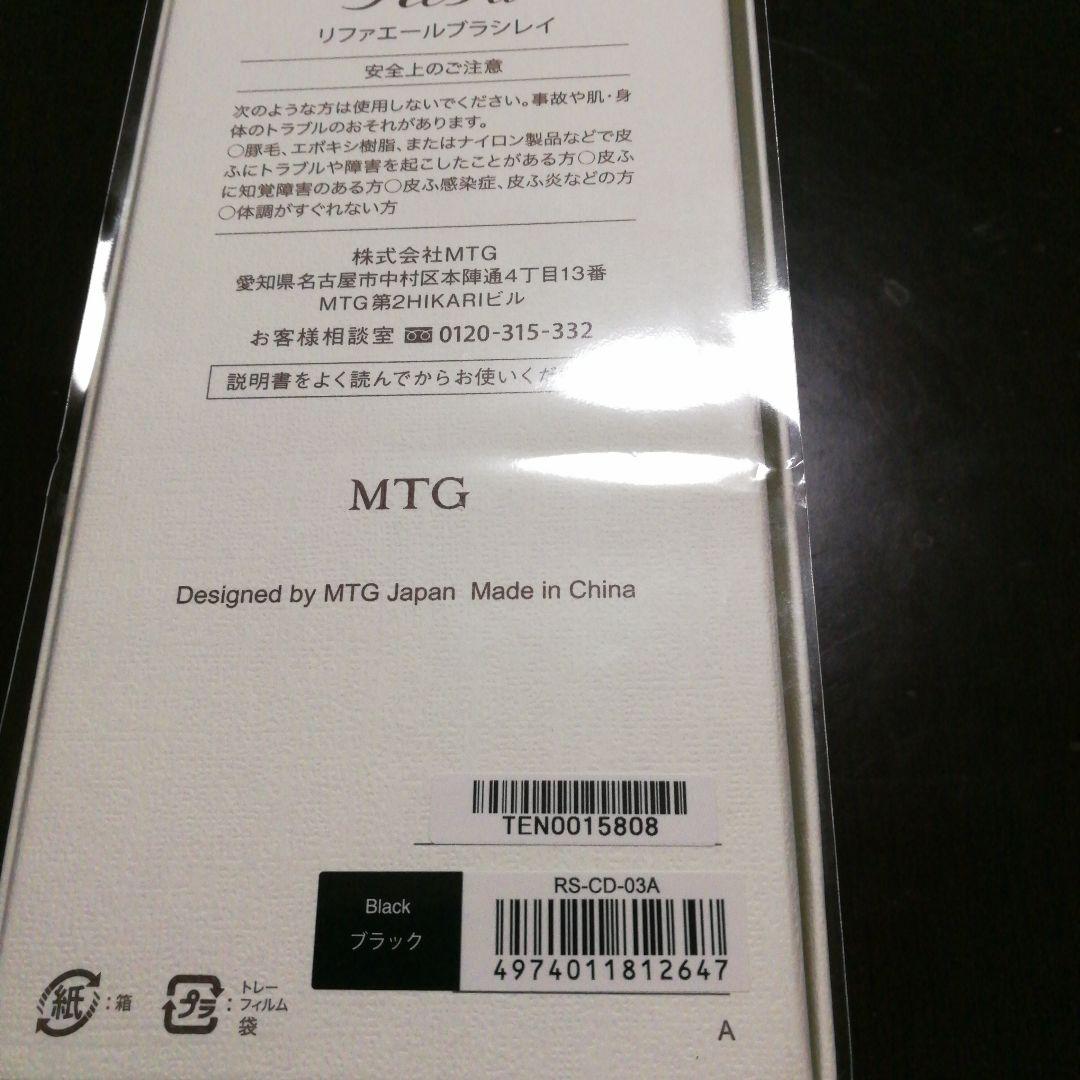 リファエールブラシレイ
安全上のご注意
次のような方は使用しないでください。事故や肌・身
体のトラブルのおそれがあります。
○豚毛、エポキシ樹脂、またはナイロン製品などで皮
ふにトラブルや障害を起こしたことがある方○皮ふ
に知覚障害のある方○皮ふ感染症、皮ふ炎などの方
○体調がすぐれない方
株式会社MTG
愛知県名古屋市中村区本陣通4丁目13番
MTG第2HIKARIビル
お客様相談室 0120-315-332
説明書をよく読んでからお使いくだ
MTG
Designed by MTG Japan Made in China
TEN0015808
RS-CD-03A
Black
ブラック
4974011812647
紙:箱
プラ:トレー
フィルム
袋
A